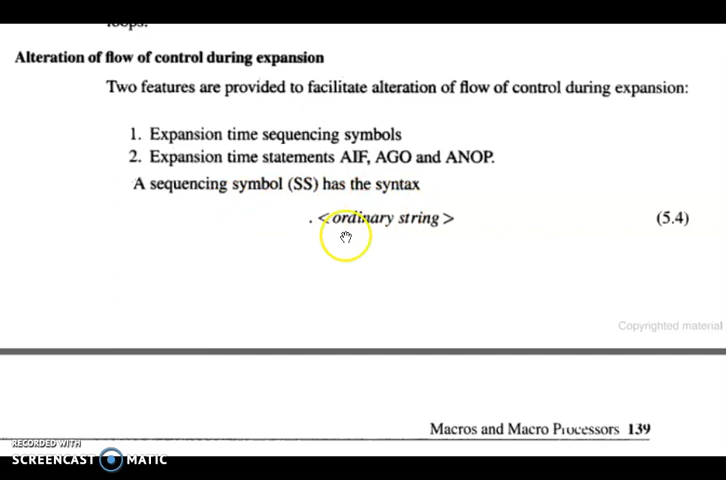 loops.
Alteration of flow of control during expansion
Two features are provided to facilitate alteration of flow of control during expansion:
1. Expansion time sequencing symbols
2. Expansion time statements AIF, AGO and ANOP.
A sequencing symbol (SS) has the syntax
. <ordinary string> (5.4)
Copyrighted material
Macros and Macro Processors 139
RECORDED WITH
SCREENCAST MATIC